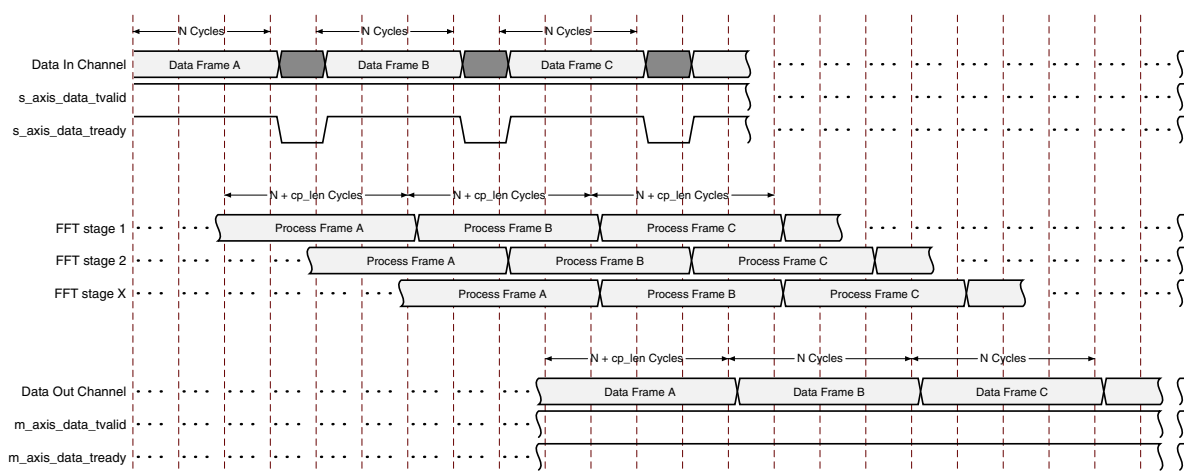 N Cycles N Cycles N Cycles
Data In Channel Data Frame A Data Frame B Data Frame C
s_axis_data_tvalid
s_axis_data_tready
N + cp_len Cycles N + cp_len Cycles N + cp_len Cycles
FFT stage 1 Process Frame A Process Frame B Process Frame C
FFT stage 2 Process Frame A Process Frame B Process Frame C
FFT stage X Process Frame A Process Frame B Process Frame C
N + cp_len Cycles N Cycles N Cycles
Data Out Channel Data Frame A Data Frame B Data Frame C
m_axis_data_tvalid
m_axis_data_tready